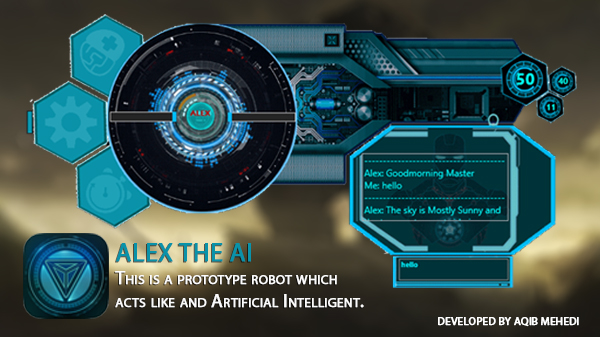 ALEX
50
40
11
Alex: Goodmorning Master
Me: hello
Alex: The sky is Mostly Sunny and
hello
ALEX THE AI
This is a prototype robot which
acts like and Artificial Intelligent.
DEVELOPED BY AQIB MEHEDI